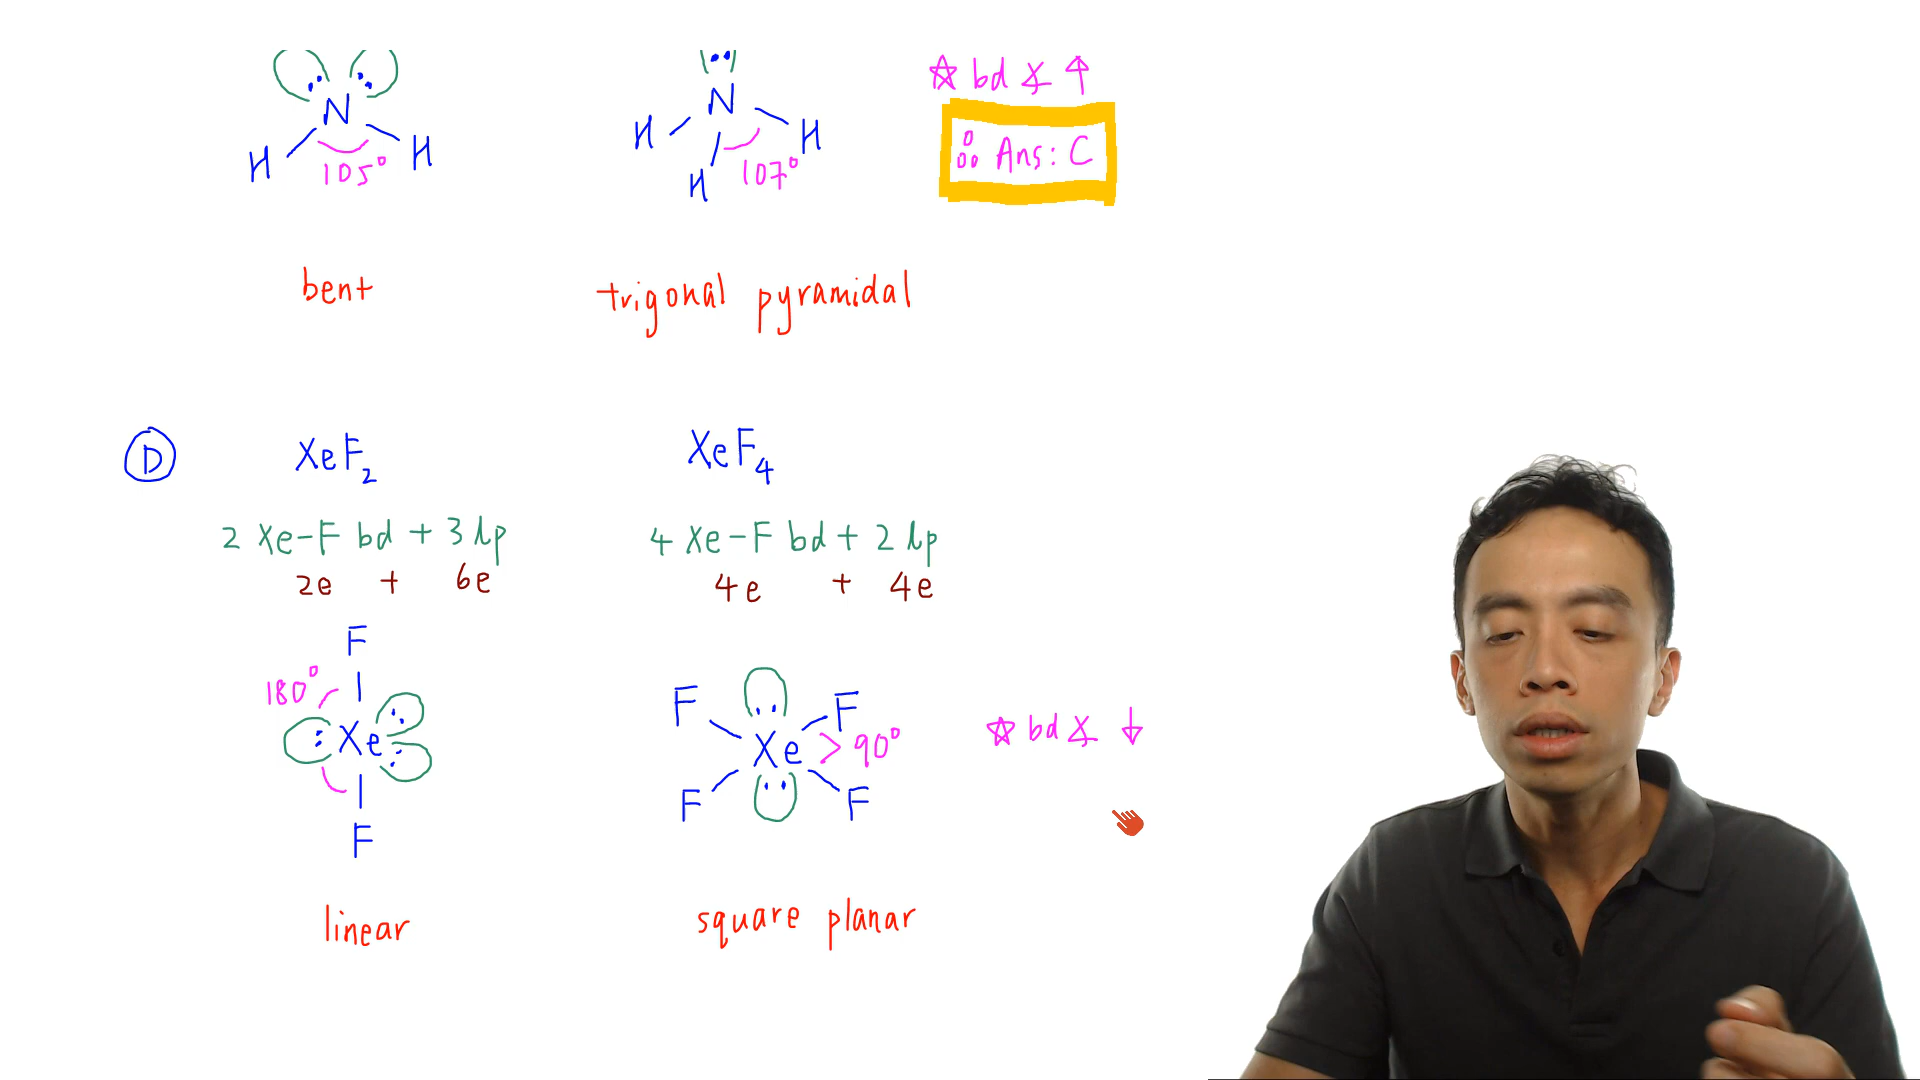 N
H H
105°
N
H H
H
107°
☆ bd ∡ ↑
∴ Ans: C
bent
trigonal pyramidal
D
XeF₂
XeF₄
2 Xe-F bd + 3 lp
4 Xe-F bd + 2 lp
2e + 6e
4e + 4e
F
180°
Xe
F
F F
Xe
90°
F F
☆ bd ∡ ↓
linear
square planar